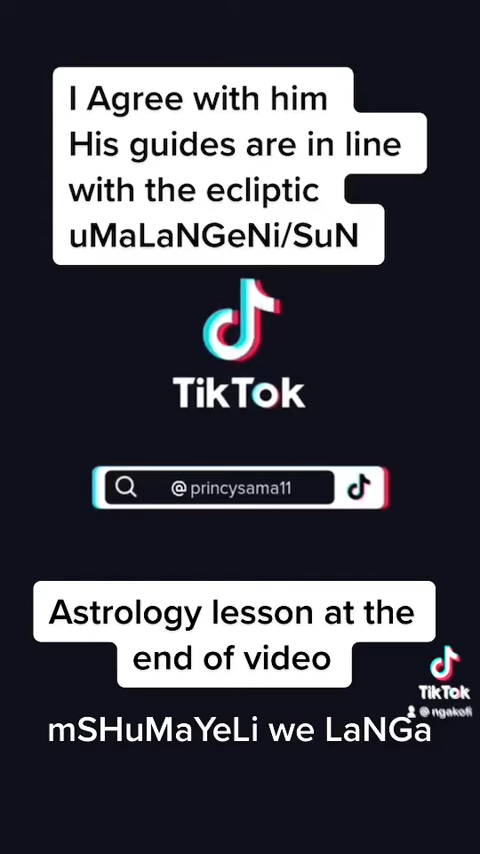 I Agree with him
His guides are in line
with the ecliptic
uMaLaNGeNi/SuN
TikTok
@princysama11
Astrology lesson at the
end of video
TikTok
@ngakofi
mSHuMaYeLi we LaNGa